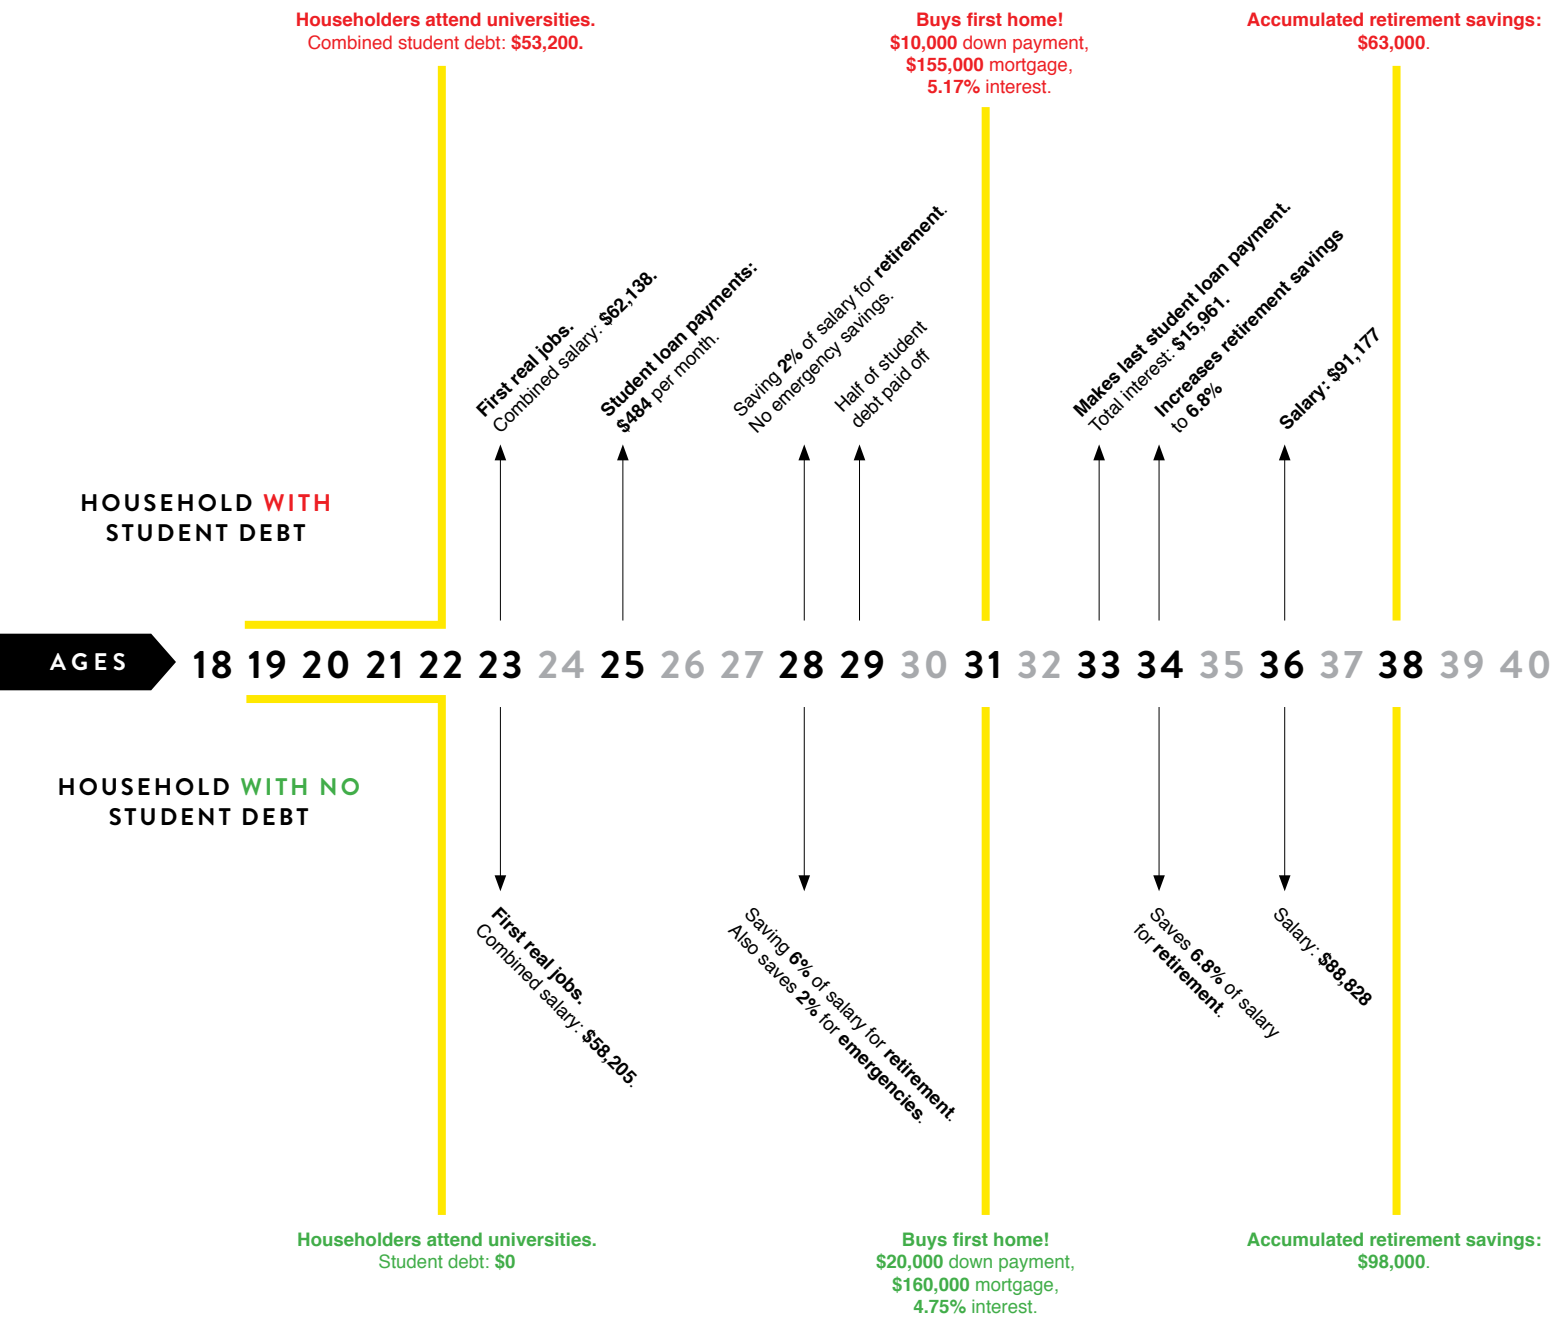 Householders attend universities.
Combined student debt: $53,200.
Buys first home!
$10,000 down payment,
$155,000 mortgage,
5.17% interest.
Accumulated retirement savings:
$63,000.
First real jobs.
Combined salary: $62,138.
Student loan payments:
$484 per month.
Saving 2% of salary for retirement.
No emergency savings.
Half of student
debt paid off
Makes last student loan payment.
Total interest: $15,961.
Increases retirement savings
to 6.8%
Salary: $91,177
HOUSEHOLD WITH
STUDENT DEBT
AGES 18 19 20 21 22 23 24 25 26 27 28 29 30 31 32 33 34 35 36 37 38 39 40
HOUSEHOLD WITH NO
STUDENT DEBT
First real jobs.
Combined salary: $58,205.
Saving 6% of salary for retirement.
Also saves 2% for emergencies.
Saves 6.8% of salary
for retirement.
Salary: $88,828
Householders attend universities.
Student debt: $0
Buys first home!
$20,000 down payment,
$160,000 mortgage,
4.75% interest.
Accumulated retirement savings:
$98,000.